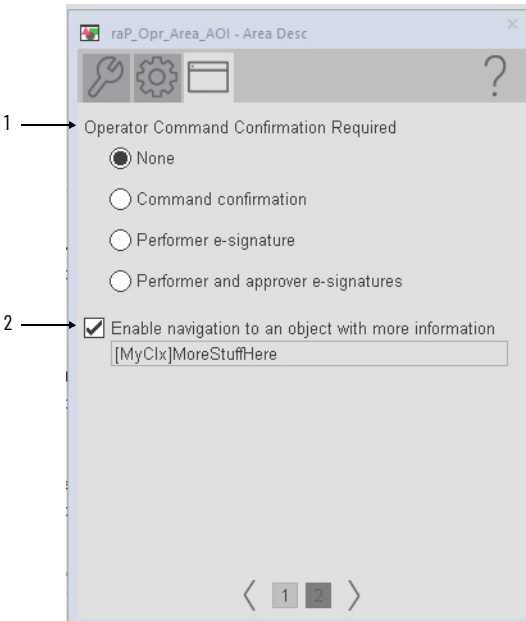 raP_Opr_Area_AOI - Area Desc
1
Operator Command Confirmation Required
None
Command confirmation
Performer e-signature
Performer and approver e-signatures
2
Enable navigation to an object with more information
[MyClx]MoreStuffHere
1 2